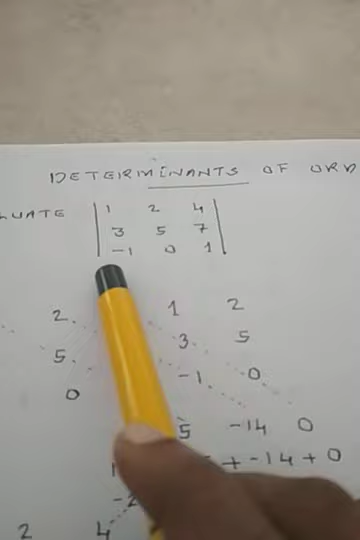 DETERMINANTS OF ORD
LUATE | 1 2 4 |
| 3 5 7 |
| -1 0 1 |
2 1 2
5 3 5
0 -1 0
5 -14 0
+ -14 + 0
-2
2 4